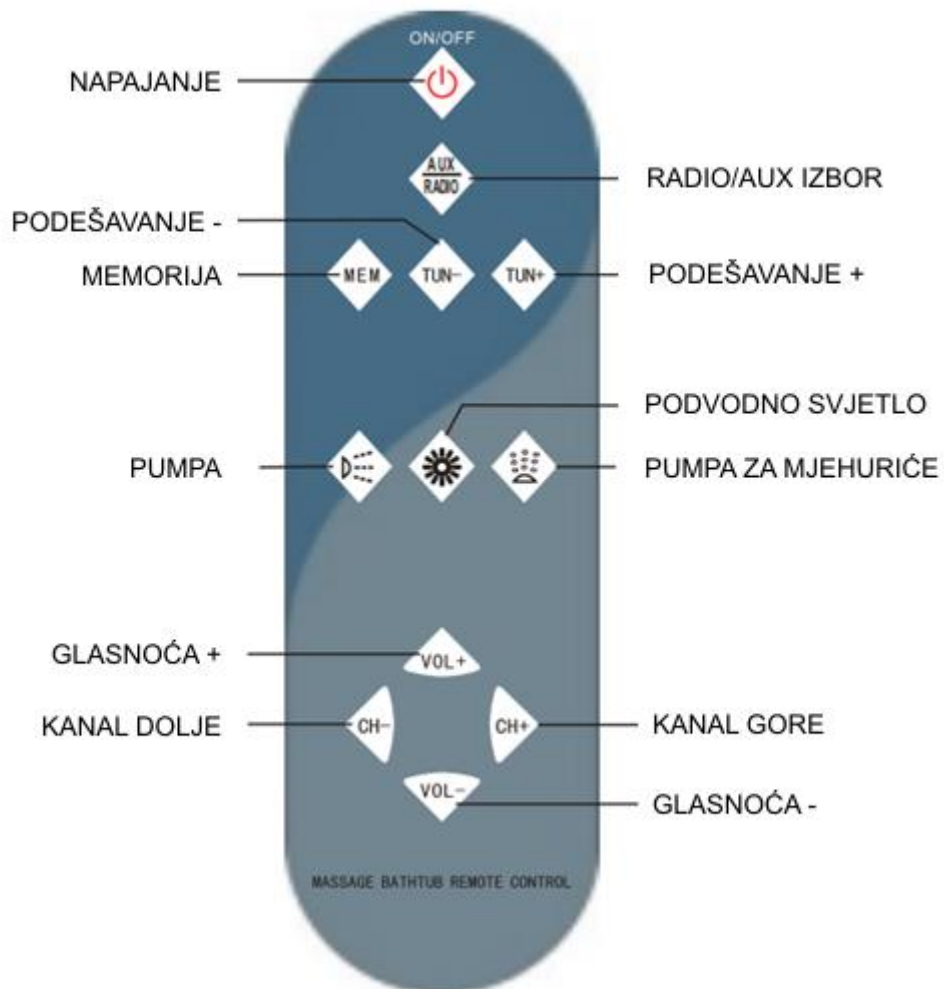 ON/OFF
NAPAJANJE
AUX
RADIO
RADIO/AUX IZBOR
PODEŠAVANJE -
MEMORIJA
MEM
TUN-
TUN+
PODEŠAVANJE +
PODVODNO SVJETLO
PUMPA
PUMPA ZA MJEHURIĆE
GLASNOĆA +
VOL+
KANAL DOLJE
CH-
CH+
KANAL GORE
VOL-
GLASNOĆA -
MASSAGE BATHTUB REMOTE CONTROL